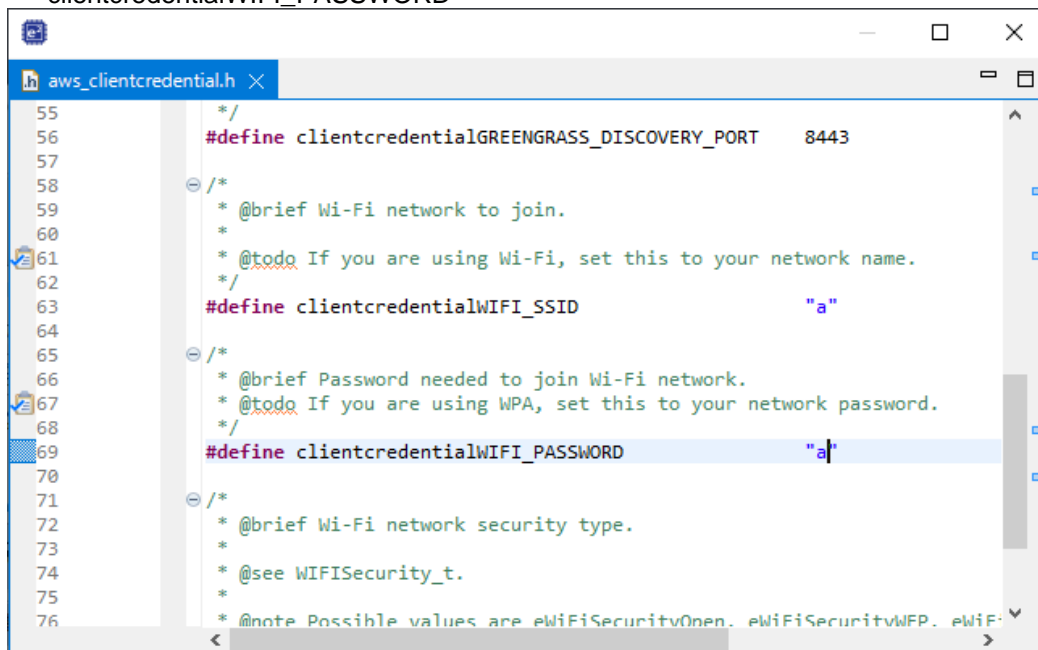 clientcredentialWIFI_PASSWORD
aws_clientcredential.h
55 */
56 #define clientcredentialGREENGRASS_DISCOVERY_PORT 8443
57
58 /*
59 * @brief Wi-Fi network to join.
60 *
61 * @todo If you are using Wi-Fi, set this to your network name.
62 */
63 #define clientcredentialWIFI_SSID "a"
64
65 /*
66 * @brief Password needed to join Wi-Fi network.
67 * @todo If you are using WPA, set this to your network password.
68 */
69 #define clientcredentialWIFI_PASSWORD "a"
70
71 /*
72 * @brief Wi-Fi network security type.
73 *
74 * @see WIFISecurity_t.
75 *
76 * @note Possible values are eWiFiSecurityOpen, eWiFiSecurityWEP, eWiFi